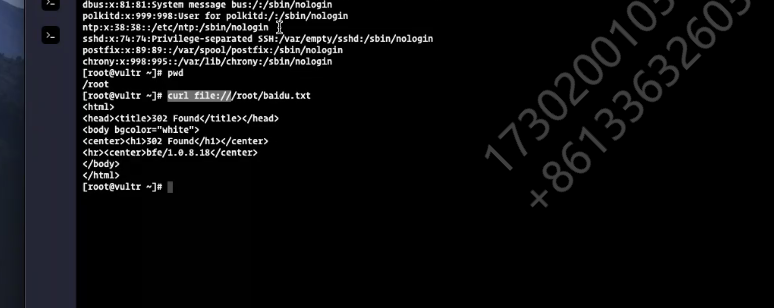 dbus:x:81:81:System message bus:/:/sbin/nologin
polkitd:x:999:998:User for polkitd:/:/sbin/nologin
ntp:x:38:38::/etc/ntp:/sbin/nologin
sshd:x:74:74:Privilege-separated SSH:/var/empty/sshd:/sbin/nologin
postfix:x:89:89::/var/spool/postfix:/sbin/nologin
chrony:x:998:995::/var/lib/chrony:/sbin/nologin
[root@vultr ~]# pwd
/root
[root@vultr ~]# curl file:///root/baidu.txt
<html>
<head><title>302 Found</title></head>
<body bgcolor="white">
<center><h1>302 Found</h1></center>
<hr><center>bfe/1.0.8.18</center>
</body>
</html>
[root@vultr ~]#
17302001053
+8613363260